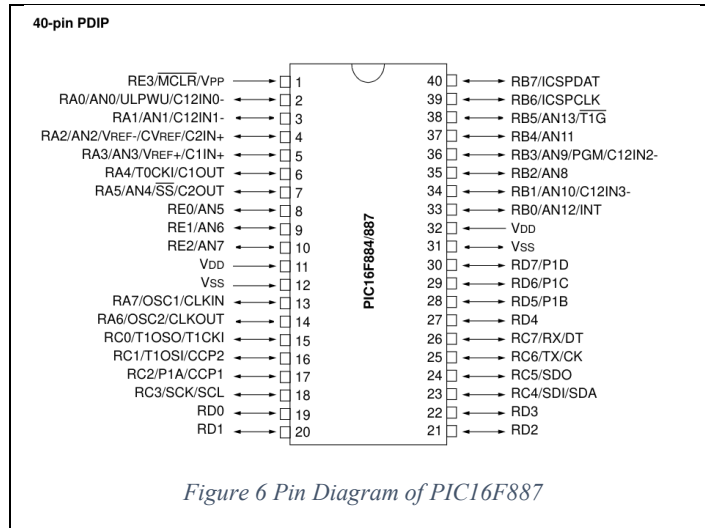 40-pin PDIP
RE3/MCLR/VPP 1
RA0/AN0/ULPWU/C12IN0- 2
RA1/AN1/C12IN1- 3
RA2/AN2/VREF-/CVREF/C2IN+ 4
RA3/AN3/VREF+/C1IN+ 5
RA4/T0CKI/C1OUT 6
RA5/AN4/SS/C2OUT 7
RE0/AN5 8
RE1/AN6 9
RE2/AN7 10
VDD 11
VSS 12
RA7/OSC1/CLKIN 13
RA6/OSC2/CLKOUT 14
RC0/T1OSO/T1CKI 15
RC1/T1OSI/CCP2 16
RC2/P1A/CCP1 17
RC3/SCK/SCL 18
RD0 19
RD1 20
PIC16F884/887
40 RB7/ICSPDAT
39 RB6/ICSPCLK
38 RB5/AN13/T1G
37 RB4/AN11
36 RB3/AN9/PGM/C12IN2-
35 RB2/AN8
34 RB1/AN10/C12IN3-
33 RB0/AN12/INT
32 VDD
31 VSS
30 RD7/P1D
29 RD6/P1C
28 RD5/P1B
27 RD4
26 RC7/RX/DT
25 RC6/TX/CK
24 RC5/SDO
23 RC4/SDI/SDA
22 RD3
21 RD2
Figure 6 Pin Diagram of PIC16F887